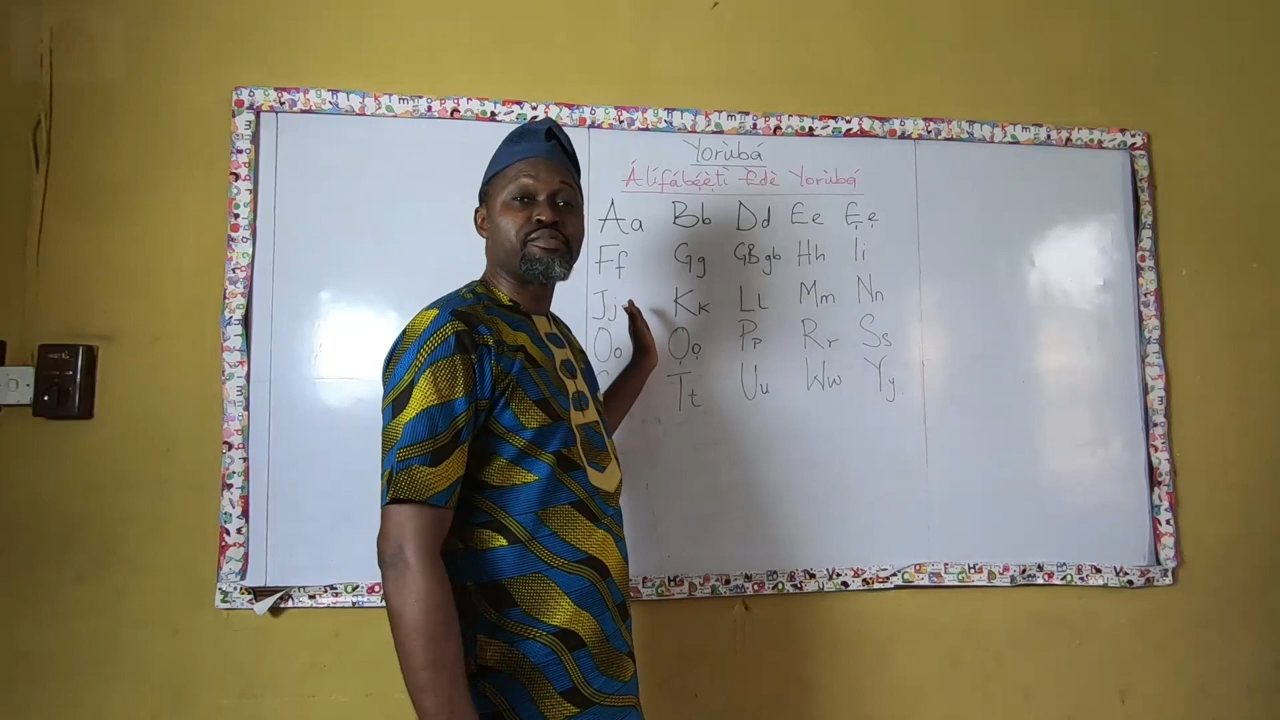 Yorùbá
Álífábẹ́ẹ̀tì Èdè Yorùbá
Aa Bb Dd Ee Ẹẹ
Ff Gg GBgb Hh Ii
Jj Kk Ll Mm Nn
Oo Ọọ Pp Rr Ss
Tt Uu Ww Yy